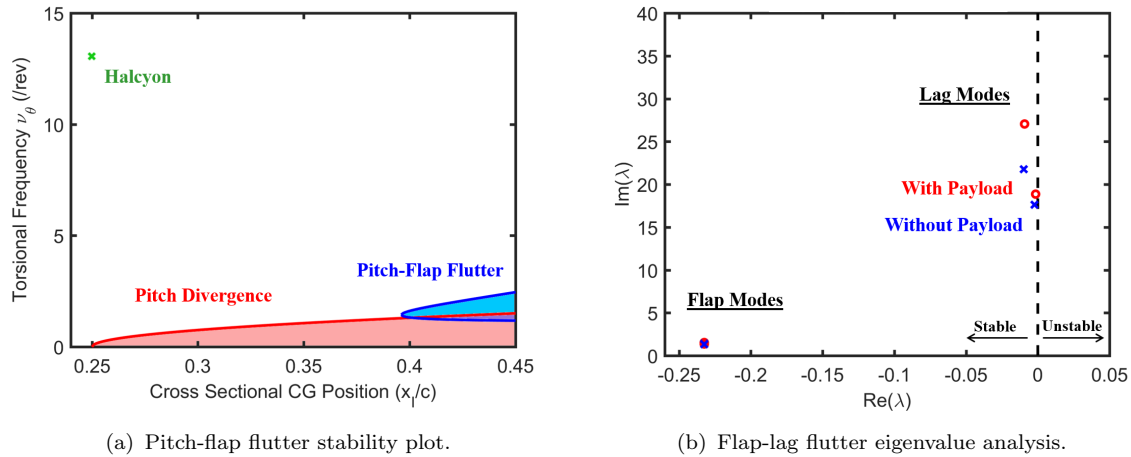 15
10
5
0
0.25
0.3
0.35
0.4
0.45
Torsional Frequency ν_θ (/rev)
Cross Sectional CG Position (x_I/c)
Halcyon
Pitch-Flap Flutter
Pitch Divergence
(a) Pitch-flap flutter stability plot.
40
35
30
25
20
15
10
5
0
-0.25
-0.2
-0.15
-0.1
-0.05
0
0.05
Im(λ)
Re(λ)
Lag Modes
With Payload
Without Payload
Flap Modes
Stable
Unstable
(b) Flap-lag flutter eigenvalue analysis.